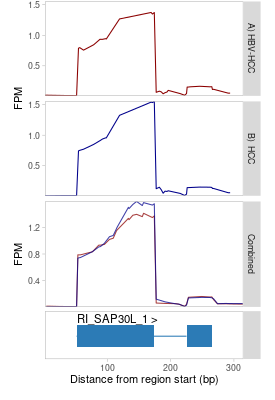 1.5
1.0
0.5
A) HBV-HCC
FPM
1.5
1.0
0.5
B) HCC
1.2
0.8
0.4
FPM
Combined
RI_SAP30L_1 >
100
200
300
Distance from region start (bp)